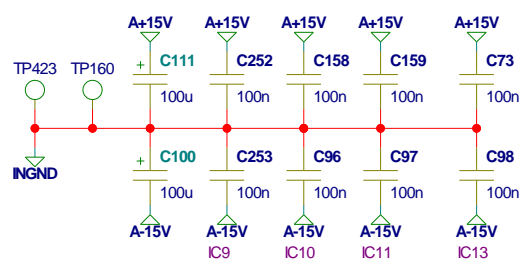 A+15V A+15V A+15V A+15V A+15V
TP423 TP160 + C111 C252 C158 C159 C73
100u 100n 100n 100n 100n
INGND + C100 C253 C96 C97 C98
100u 100n 100n 100n 100n
A-15V A-15V A-15V A-15V A-15V
IC9 IC10 IC11 IC13